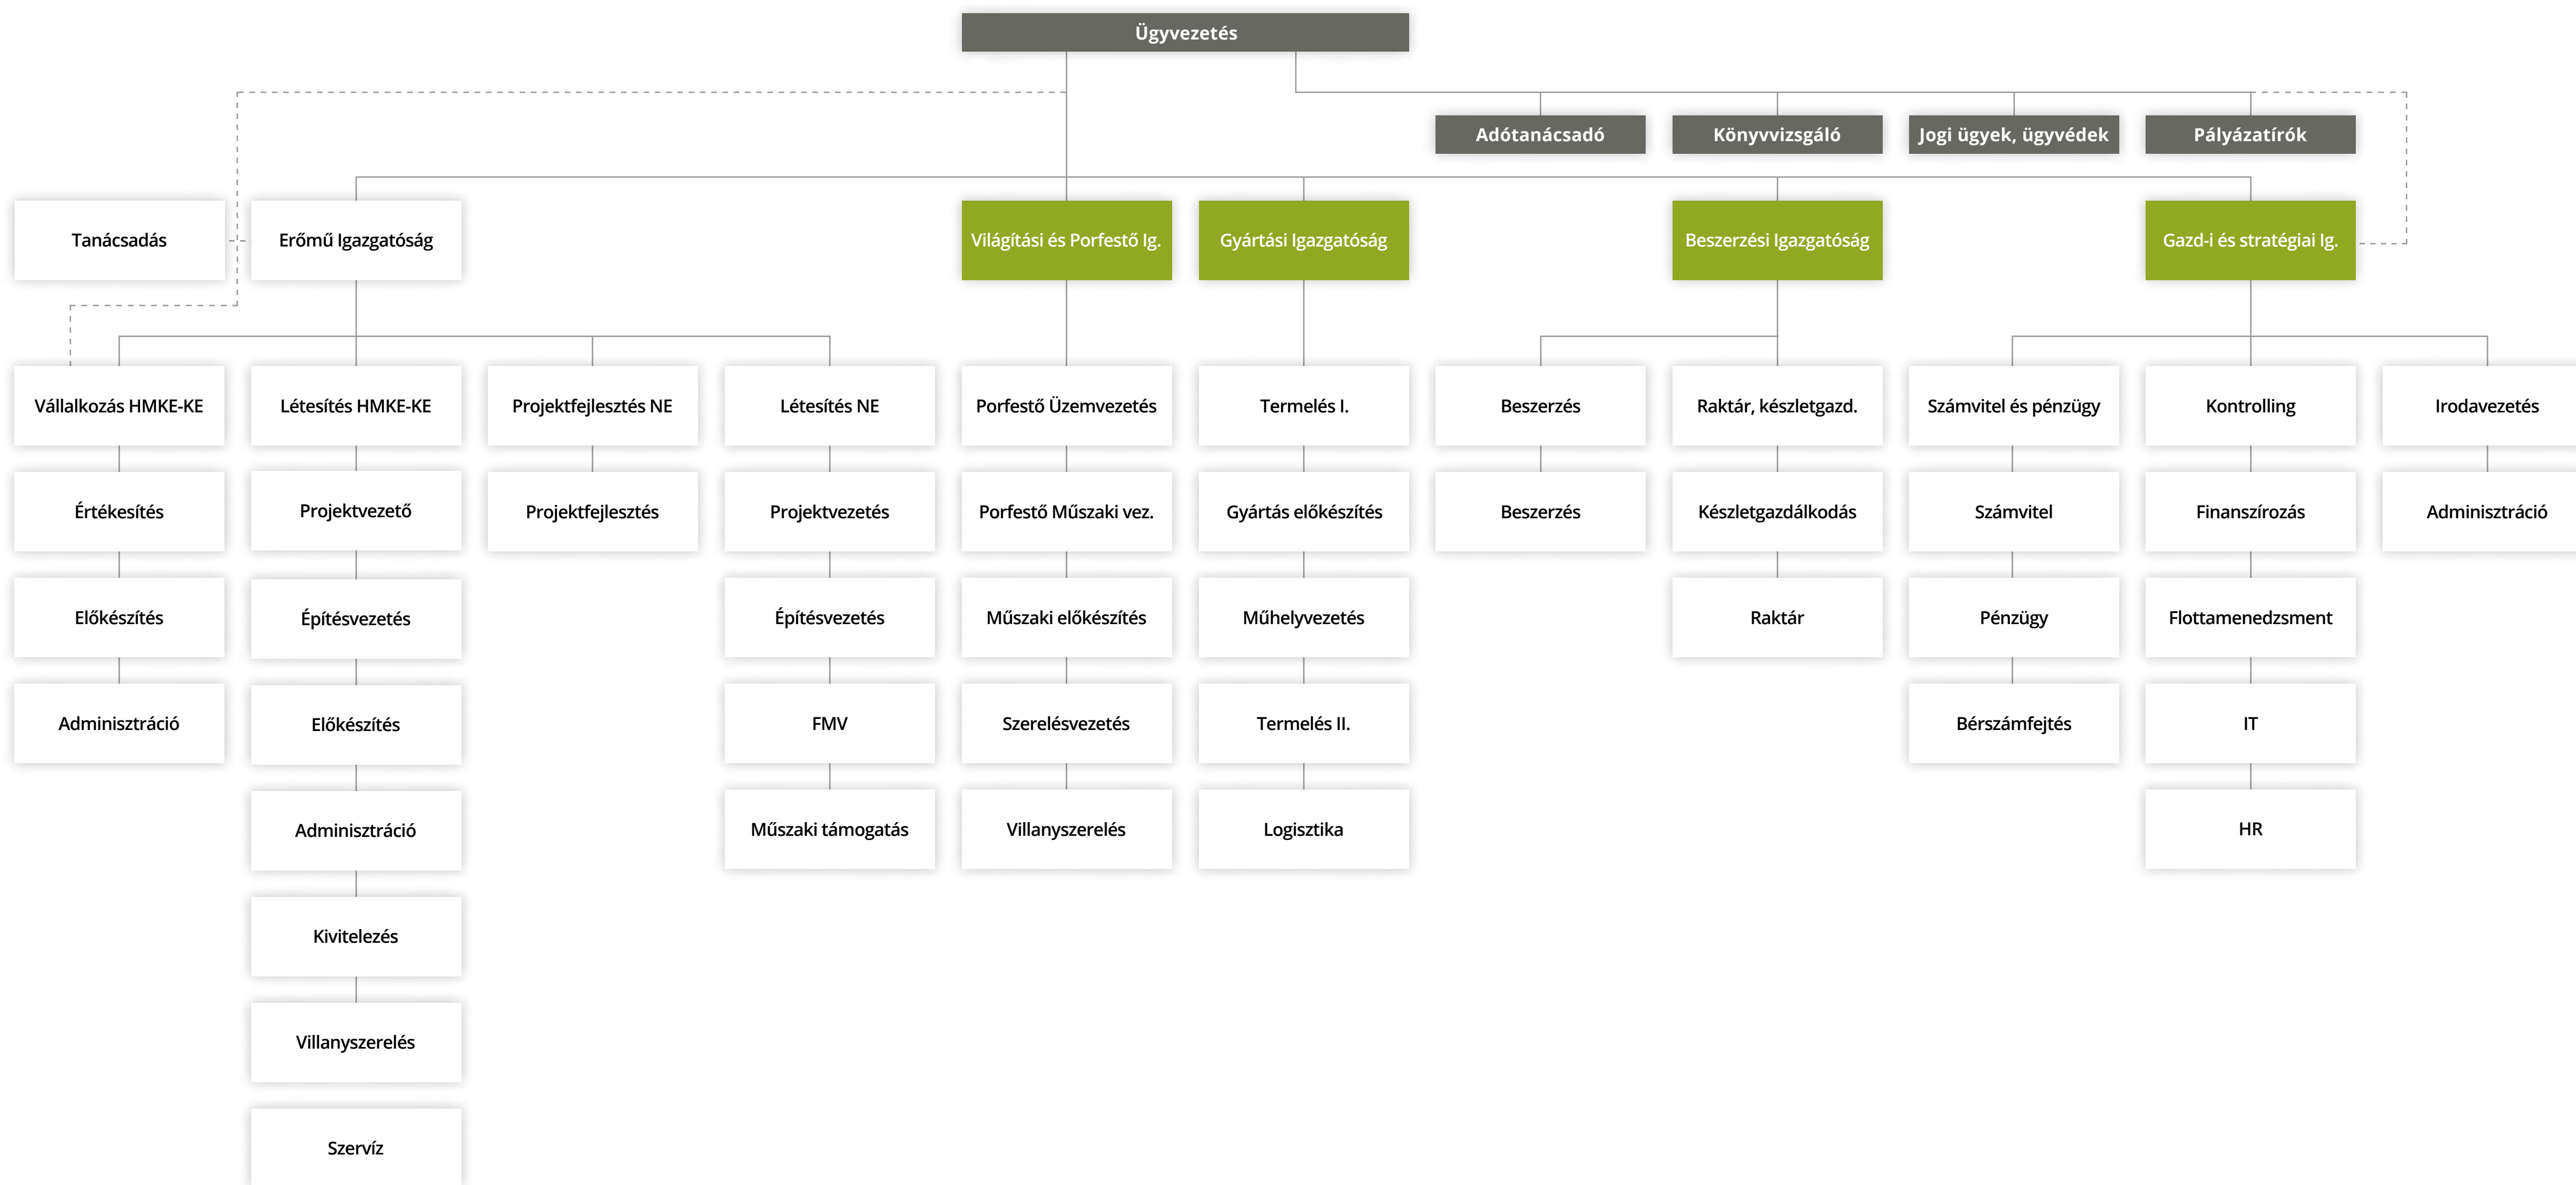 Ügyvezetés
Adótanácsadó
Könyvvizsgáló
Jogi ügyek, ügyvédek
Pályázatírók
Tanácsadás
Erőmű Igazgatóság
Világítási és Porfestő Ig.
Gyártási Igazgatóság
Beszerzési Igazgatóság
Gazd-i és stratégiai Ig.
Vállalkozás HMKE-KE
Létesítés HMKE-KE
Projektfejlesztés NE
Létesítés NE
Porfestő Üzemvezetés
Termelés I.
Beszerzés
Raktár, készletgazd.
Számvitel és pénzügy
Kontrolling
Irodavezetés
Értékesítés
Projektvezető
Projektfejlesztés
Projektvezetés
Porfestő Műszaki vez.
Gyártás előkészítés
Beszerzés
Készletgazdálkodás
Számvitel
Finanszírozás
Adminisztráció
Előkészítés
Építésvezetés
Építésvezetés
Műszaki előkészítés
Műhelyvezetés
Raktár
Pénzügy
Flottamenedzsment
Adminisztráció
Előkészítés
FMV
Szerelésvezetés
Termelés II.
Bérszámfejtés
IT
Adminisztráció
Műszaki támogatás
Villanyszerelés
Logisztika
HR
Kivitelezés
Villanyszerelés
Szervíz